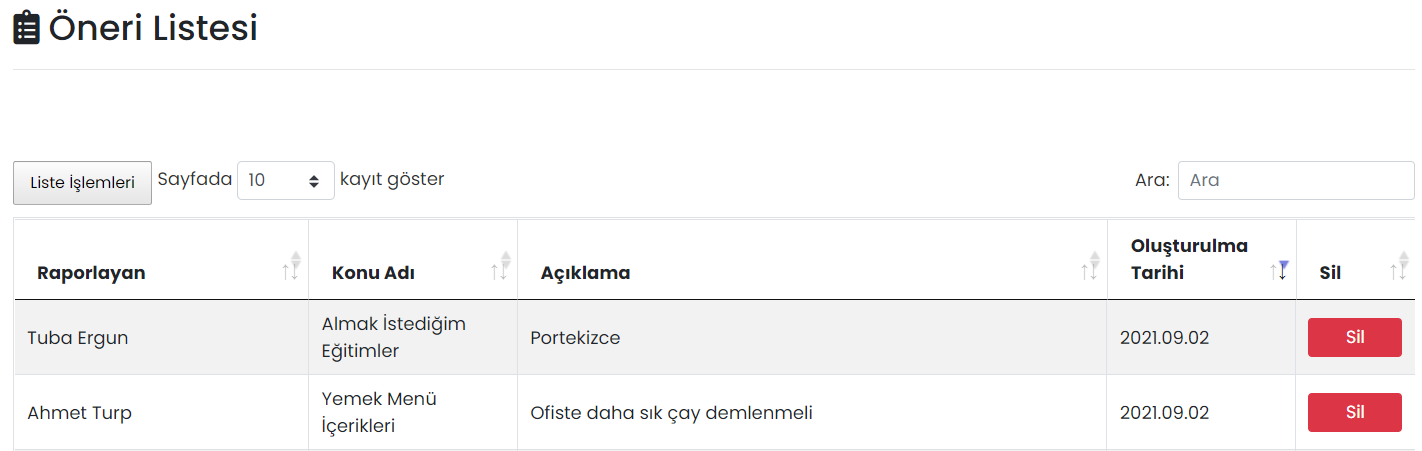 Öneri Listesi
Liste İşlemleri Sayfada 10 kayıt göster Ara: Ara
Raporlayan Konu Adı Açıklama Oluşturulma Tarihi Sil
Tuba Ergun Almak İstediğim Eğitimler Portekizce 2021.09.02 Sil
Ahmet Turp Yemek Menü İçerikleri Ofiste daha sık çay demlenmeli 2021.09.02 Sil